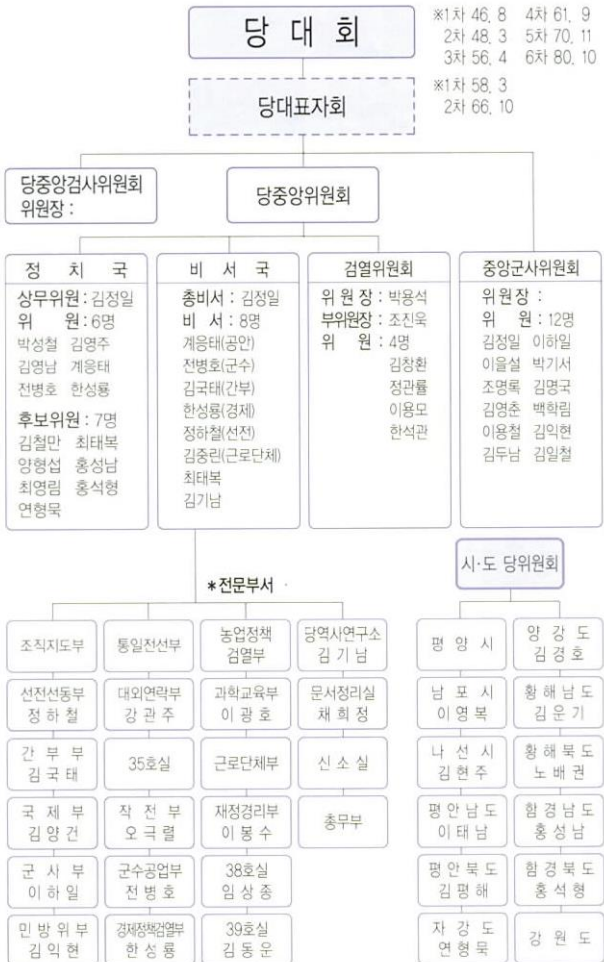 당 대 회
※1차 46. 8 4차 61. 9
2차 48. 3 5차 70. 11
3차 56. 4 6차 80. 10
당대표자회
※1차 58. 3
2차 66. 10
당중앙검사위원회
위원장 :
당중앙위원회
정 치 국
상무위원 : 김정일
위 원 : 6명
박성철 김영주
김영남 계응태
전병호 한성룡
후보위원 : 7명
김철만 최태복
양형섭 홍성남
최영림 홍석형
연형묵
비 서 국
총비서 : 김정일
비 서 : 8명
계응태(공안)
전병호(군수)
김국태(간부)
한성룡(경제)
정하철(선전)
김중린(근로단체)
최태복
김기남
검열위원회
위 원 장 : 박용석
부위원장 : 조진욱
위 원 : 4명
김창환
정관률
이용모
한석관
중앙군사위원회
위원장 :
위 원 : 12명
김정일 이하일
이을설 박기서
조명록 김명국
김영춘 백학림
이용철 김익현
김두남 김일철
*전문부서
조직지도부
선전선동부
정하철
간 부 부
김국태
국 제 부
김양건
군 사 부
이하일
민 방 위 부
김익현
통일전선부
대외연락부
강관주
35호실
작 전 부
오극렬
군수공업부
전병호
경제정책검열부
한성룡
농업정책
검열부
과학교육부
이광호
근로단체부
재정경리부
이봉수
38호실
임상종
39호실
김동운
당역사연구소
김기남
문서정리실
채희정
신 소 실
총무부
시·도 당위원회
평 양 시
남 포 시
이영복
나 선 시
김현주
평안남도
이태남
평안북도
김평해
자 강 도
연형묵
양 강 도
김경호
황해남도
김운기
황해북도
노배권
함경남도
홍성남
함경북도
홍석형
강 원 도